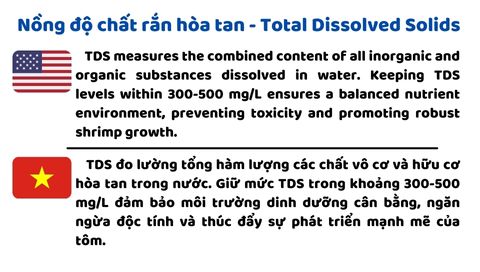 Nồng độ chất rắn hòa tan - Total Dissolved Solids
TDS measures the combined content of all inorganic and
organic substances dissolved in water. Keeping TDS
levels within 300-500 mg/L ensures a balanced nutrient
environment, preventing toxicity and promoting robust
shrimp growth.
TDS đo lường tổng hàm lượng các chất vô cơ và hữu cơ
hòa tan trong nước. Giữ mức TDS trong khoảng 300-500
mg/L đảm bảo môi trường dinh dưỡng cân bằng, ngăn
ngừa độc tính và thúc đẩy sự phát triển mạnh mẽ của
tôm.